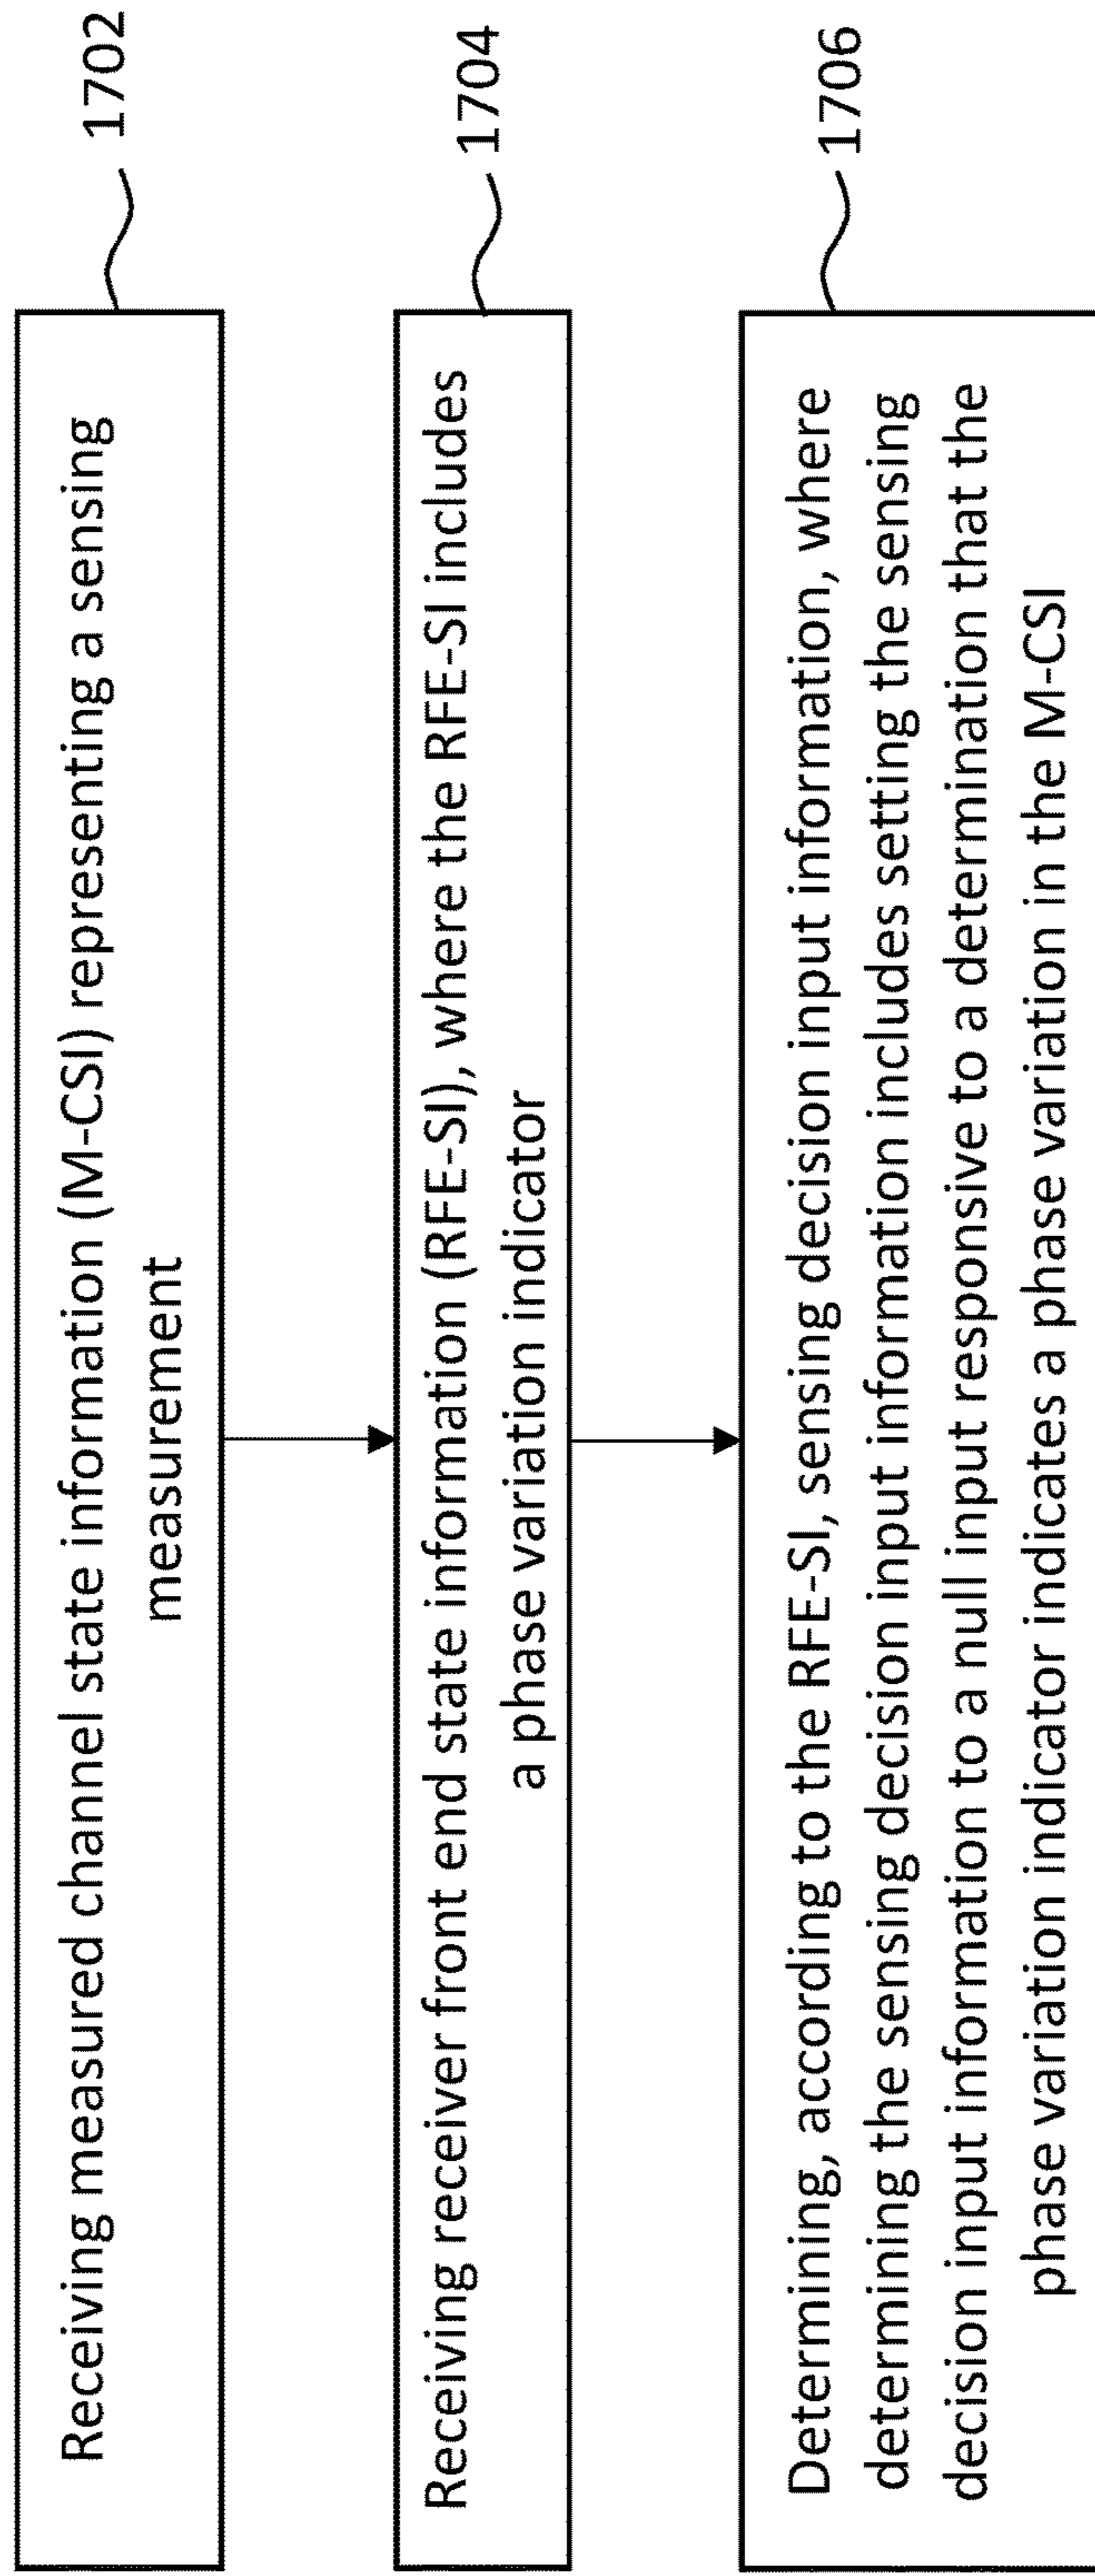 Receiving measured channel state information (M-CSI) representing a sensing
measurement
1702
Receiving receiver front end state information (RFE-SI), where the RFE-SI includes
a phase variation indicator
1704
Determining, according to the RFE-SI, sensing decision input information, where
determining the sensing decision input information includes setting the sensing
decision input information to a null input responsive to a determination that the
phase variation indicator indicates a phase variation in the M-CSI
1706